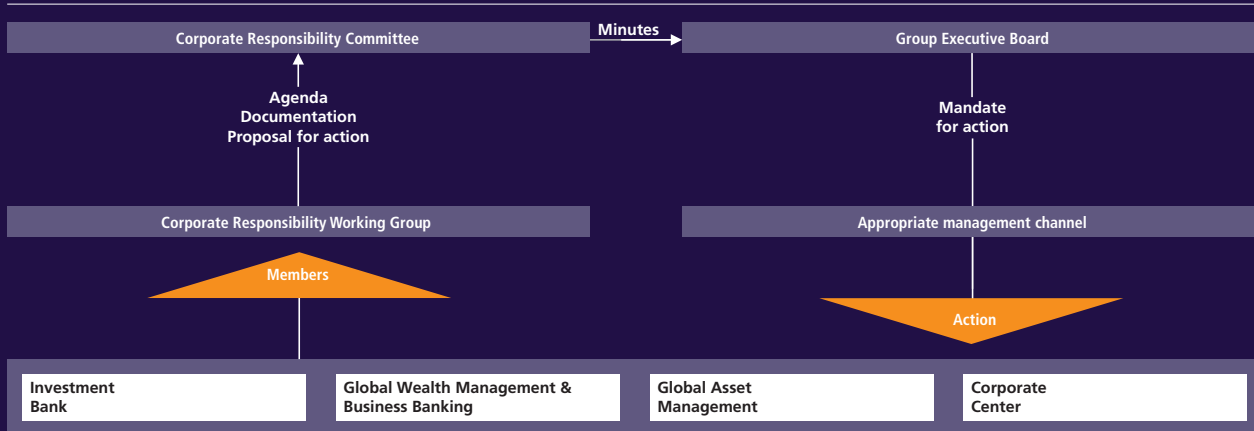 Corporate Responsibility Committee
Minutes
Group Executive Board
Agenda
Documentation
Proposal for action
Mandate
for action
Corporate Responsibility Working Group
Appropriate management channel
Members
Action
Investment
Bank
Global Wealth Management &
Business Banking
Global Asset
Management
Corporate
Center